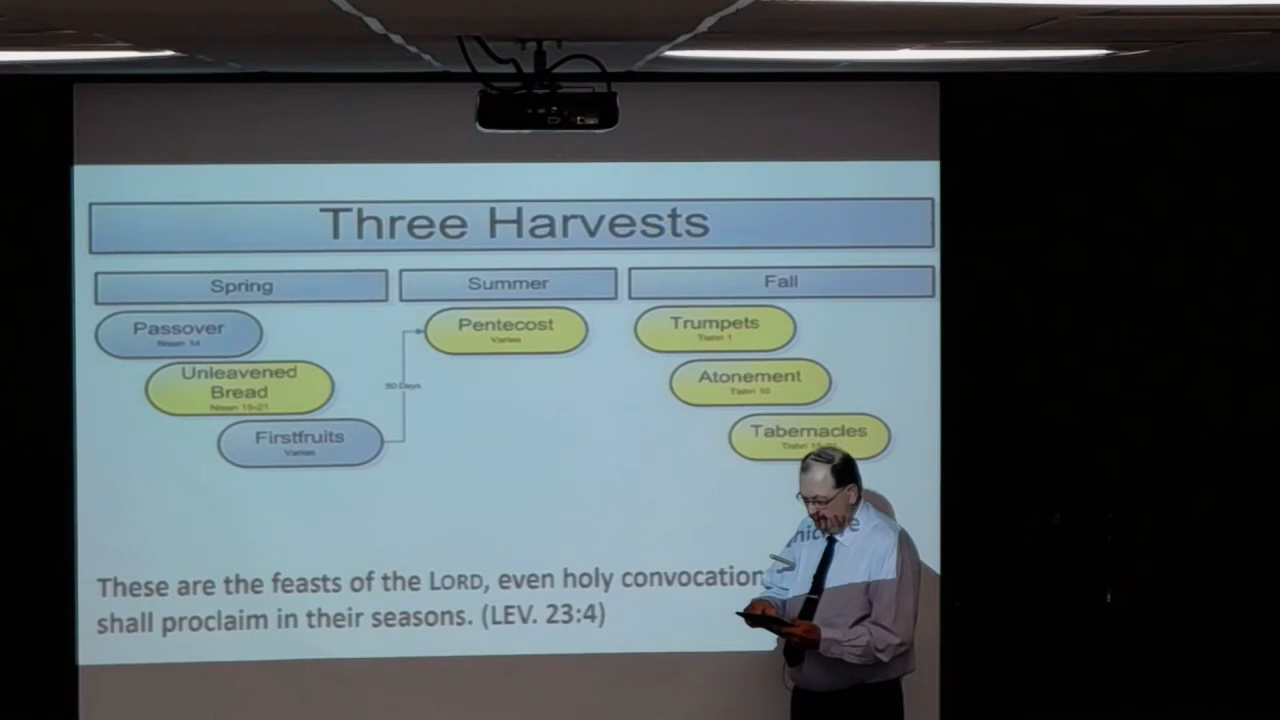 Three Harvests
Spring
Summer
Fall
Passover
Nisan 14
Pentecost
Varies
Trumpets
Tishri 1
Unleavened
Bread
Nisan 15-21
Atonement
Tishri 10
50 Days
Firstfruits
Varies
Tabernacles
Tishri
These are the feasts of the LORD, even holy convocation
shall proclaim in their seasons. (LEV. 23:4)